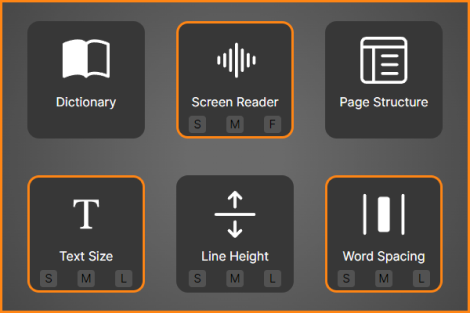 Dictionary
Screen Reader
S M F
Page Structure
Text Size
S M L
Line Height
S M L
Word Spacing
S M L